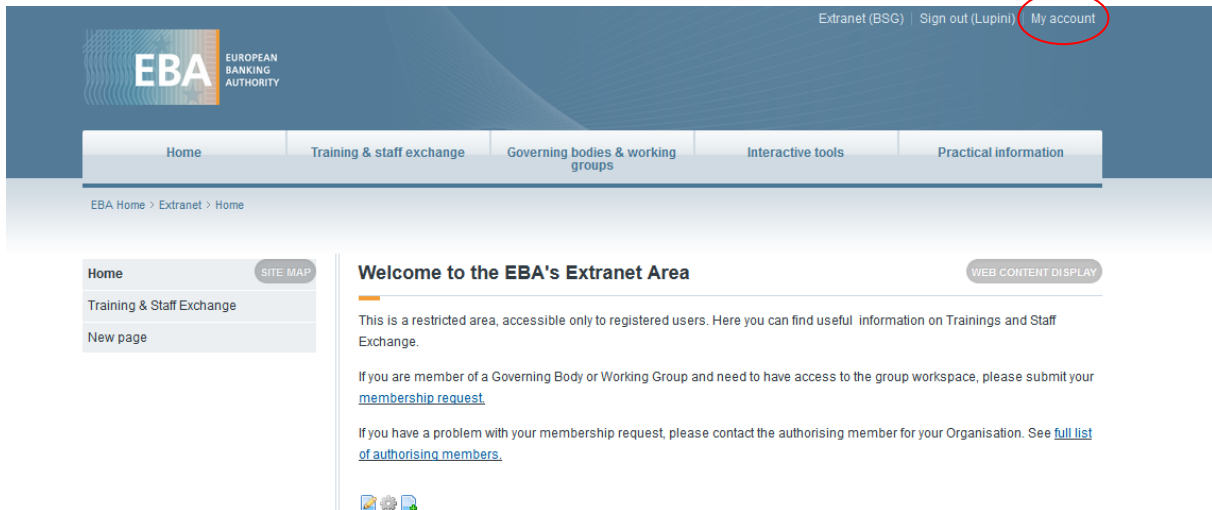 Extranet (BSG) | Sign out (Lupini) | My account
EBA
EUROPEAN
BANKING
AUTHORITY
Home
Training & staff exchange
Governing bodies & working
groups
Interactive tools
Practical information
EBA Home > Extranet > Home
Home
SITE MAP
Training & Staff Exchange
New page
Welcome to the EBA's Extranet Area
WEB CONTENT DISPLAY
This is a restricted area, accessible only to registered users. Here you can find useful information on Trainings and Staff
Exchange.
If you are member of a Governing Body or Working Group and need to have access to the group workspace, please submit your
membership request.
If you have a problem with your membership request, please contact the authorising member for your Organisation. See full list
of authorising members.